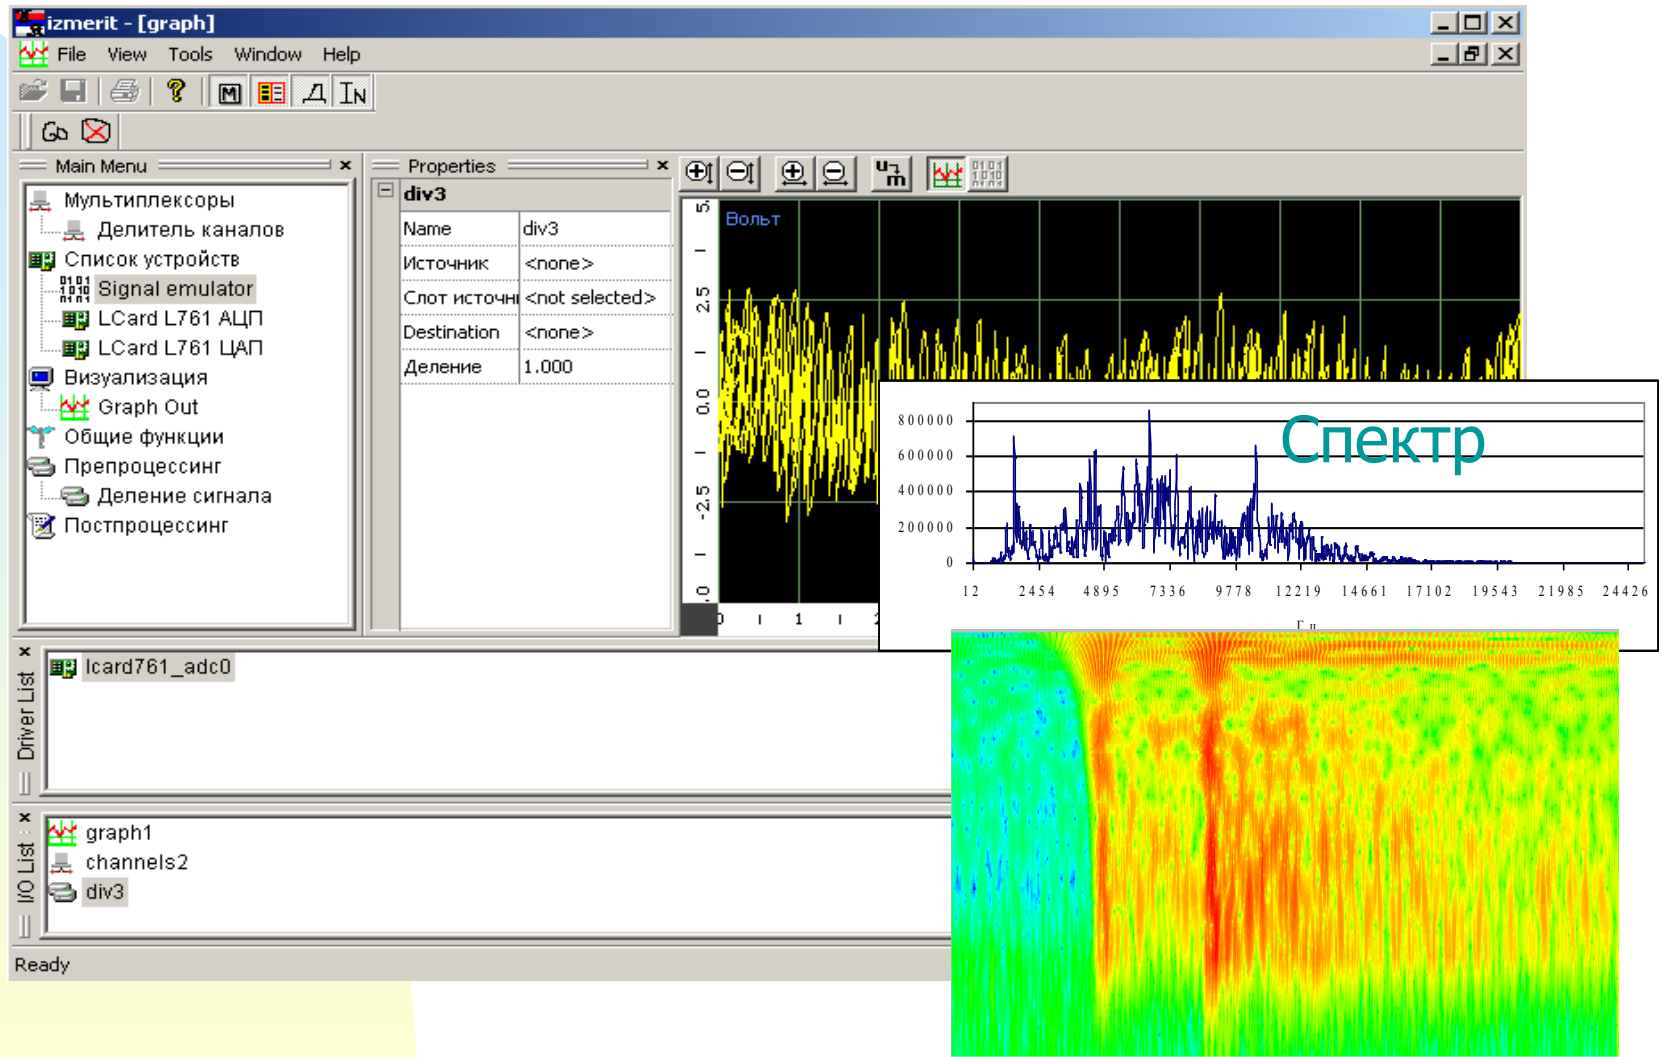 izmerit - [graph]
File View Tools Window Help
Main Menu
Мультиплексоры
Делитель каналов
Список устройств
Signal emulator
LCard L761 АЦП
LCard L761 ЦАП
Визуализация
Graph Out
Общие функции
Препроцессинг
Деление сигнала
Постпроцессинг
Properties
div3
Name div3
Источник <none>
Слот источни <not selected>
Destination <none>
Деление 1.000
Вольт
5.
2.5
0.0
-2.5
.0
1
Спектр
800000
600000
400000
200000
0
12 2454 4895 7336 9778 12219 14661 17102 19543 21985 24426
Driver List
lcard761_adc0
I/O List
graph1
channels2
div3
Ready